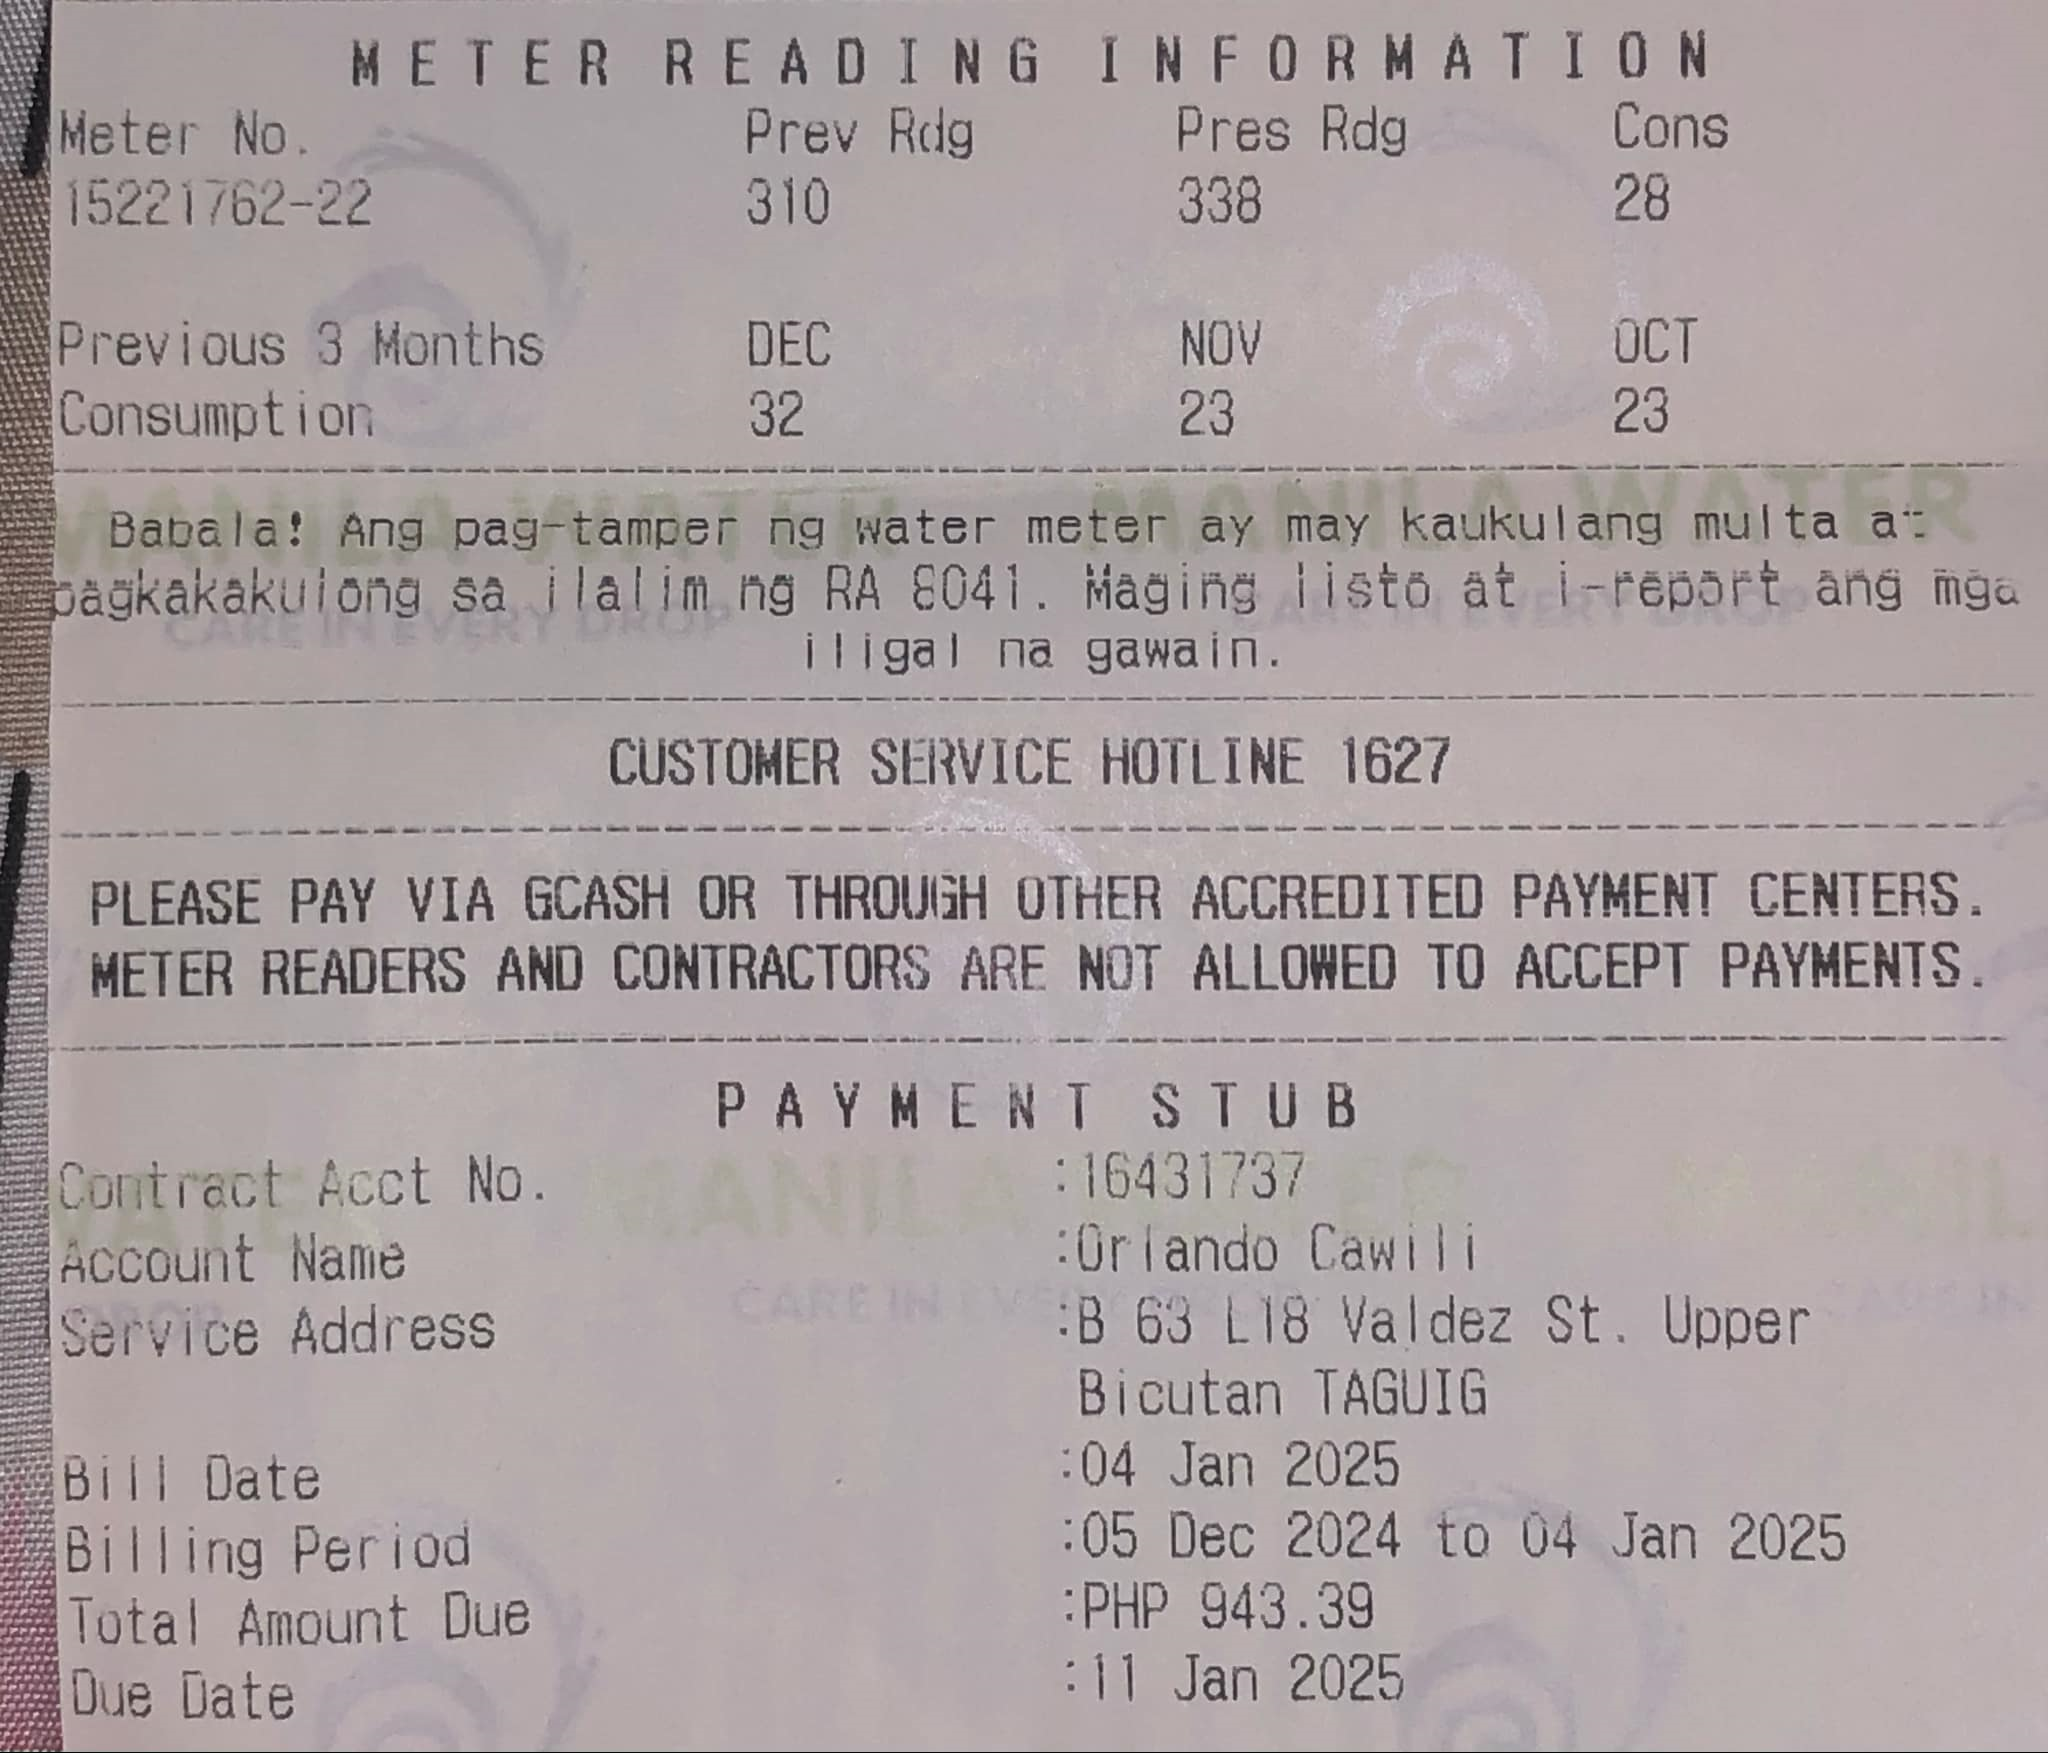 METER READING INFORMATION
Meter No. Prev Rdg Pres Rdg Cons
15221762-22 310 338 28
Previous 3 Months DEC NOV OCT
Consumption 32 23 23
MANILA WATER MANILA WATER
Babala! Ang pag-tamper ng water meter ay may kaukulang multa at
pagkakakulong sa ilalim ng RA 8041. Maging listo at i-report ang mga
CARE IN EVERY DROP CARE IN EVERY DROP
iligal na gawain.
CUSTOMER SERVICE HOTLINE 1627
PLEASE PAY VIA GCASH OR THROUGH OTHER ACCREDITED PAYMENT CENTERS.
METER READERS AND CONTRACTORS ARE NOT ALLOWED TO ACCEPT PAYMENTS.
PAYMENT STUB
Contract Acct No. :16431737
WATER MANILA WATER MANIL
Account Name :Orlando Cawili
DROP CARE IN EVERY DROP CARE IN
Service Address :B 63 L18 Valdez St. Upper
Bicutan TAGUIG
Bill Date :04 Jan 2025
Billing Period :05 Dec 2024 to 04 Jan 2025
Total Amount Due :PHP 943.39
Due Date :11 Jan 2025